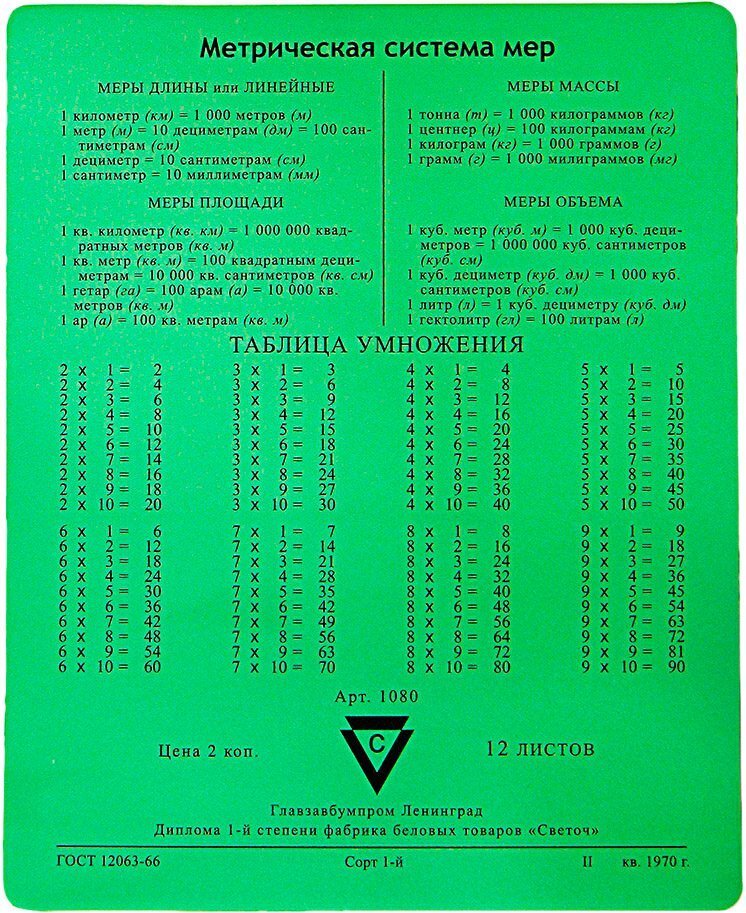 Метрическая система мер
МЕРЫ ДЛИНЫ или ЛИНЕЙНЫЕ
1 километр (км) = 1 000 метров (м)
1 метр (м) = 10 дециметрам (дм) = 100 сан-
тиметрам (см)
1 дециметр = 10 сантиметрам (см)
1 сантиметр = 10 миллиметрам (мм)
МЕРЫ ПЛОЩАДИ
1 кв. километр (кв. км) = 1 000 000 квад-
ратных метров (кв. м)
1 кв. метр (кв. м) = 100 квадратным деци-
метрам = 10 000 кв. сантиметров (кв. см)
1 гетар (га) = 100 арам (а) = 10 000 кв.
метров (кв. м)
1 ар (а) = 100 кв. метрам (кв. м)
МЕРЫ МАССЫ
1 тонна (т) = 1 000 килограммов (кг)
1 центнер (ц) = 100 килограммам (кг)
1 килограм (кг) = 1 000 граммов (г)
1 грамм (г) = 1 000 милиграммов (мг)
МЕРЫ ОБЪЕМА
1 куб. метр (куб. м) = 1 000 куб. деци-
метров = 1 000 000 куб. сантиметров
(куб. см)
1 куб. дециметр (куб. дм) = 1 000 куб.
сантиметров (куб. см)
1 литр (л) = 1 куб. дециметру (куб. дм)
1 гектолитр (гл) = 100 литрам (л)
ТАБЛИЦА УМНОЖЕНИЯ
2 x 1 = 2 3 x 1 = 3 4 x 1 = 4 5 x 1 = 5
2 x 2 = 4 3 x 2 = 6 4 x 2 = 8 5 x 2 = 10
2 x 3 = 6 3 x 3 = 9 4 x 3 = 12 5 x 3 = 15
2 x 4 = 8 3 x 4 = 12 4 x 4 = 16 5 x 4 = 20
2 x 5 = 10 3 x 5 = 15 4 x 5 = 20 5 x 5 = 25
2 x 6 = 12 3 x 6 = 18 4 x 6 = 24 5 x 6 = 30
2 x 7 = 14 3 x 7 = 21 4 x 7 = 28 5 x 7 = 35
2 x 8 = 16 3 x 8 = 24 4 x 8 = 32 5 x 8 = 40
2 x 9 = 18 3 x 9 = 27 4 x 9 = 36 5 x 9 = 45
2 x 10 = 20 3 x 10 = 30 4 x 10 = 40 5 x 10 = 50
6 x 1 = 6 7 x 1 = 7 8 x 1 = 8 9 x 1 = 9
6 x 2 = 12 7 x 2 = 14 8 x 2 = 16 9 x 2 = 18
6 x 3 = 18 7 x 3 = 21 8 x 3 = 24 9 x 3 = 27
6 x 4 = 24 7 x 4 = 28 8 x 4 = 32 9 x 4 = 36
6 x 5 = 30 7 x 5 = 35 8 x 5 = 40 9 x 5 = 45
6 x 6 = 36 7 x 6 = 42 8 x 6 = 48 9 x 6 = 54
6 x 7 = 42 7 x 7 = 49 8 x 7 = 56 9 x 7 = 63
6 x 8 = 48 7 x 8 = 56 8 x 8 = 64 9 x 8 = 72
6 x 9 = 54 7 x 9 = 63 8 x 9 = 72 9 x 9 = 81
6 x 10 = 60 7 x 10 = 70 8 x 10 = 80 9 x 10 = 90
Арт. 1080
С
Цена 2 коп. 12 ЛИСТОВ
Главзавбумпром Ленинград
Диплома 1-й степени фабрика беловых товаров «Светоч»
ГОСТ 12063-66 Сорт 1-й II кв. 1970 г.